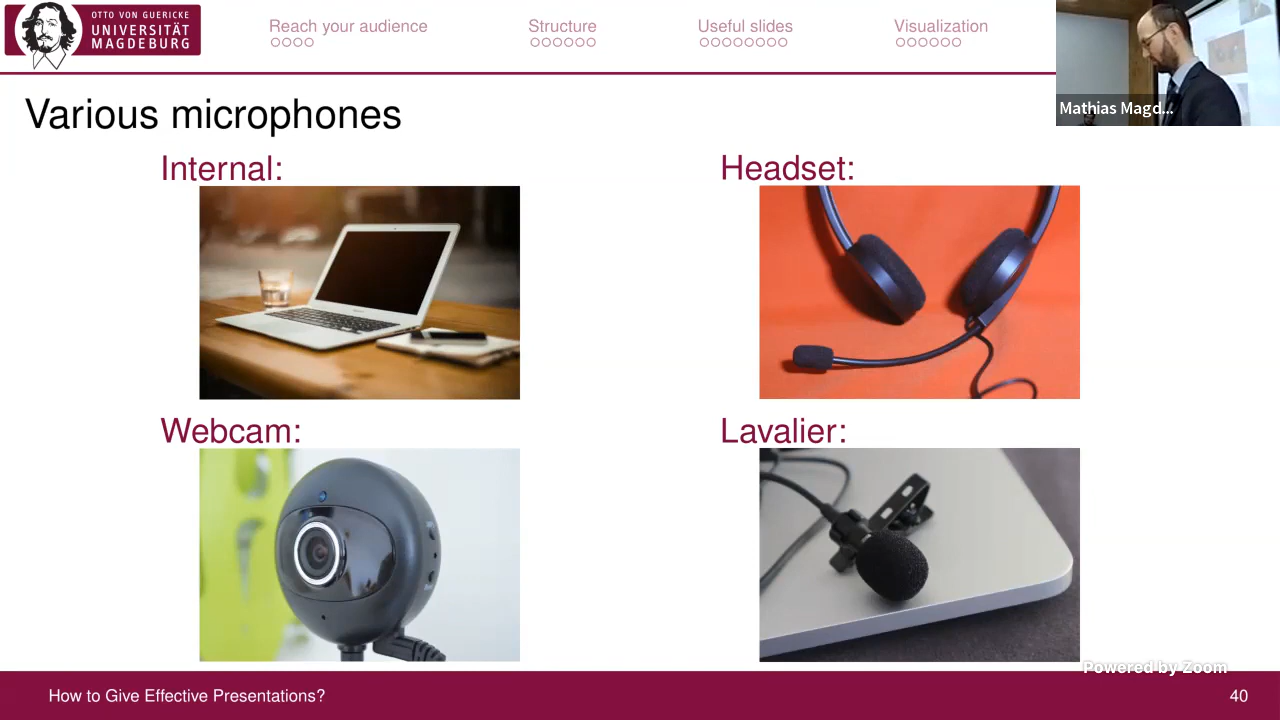 OTTO VON GUERICKE
UNIVERSITÄT
MAGDEBURG
Reach your audience
Structure
Useful slides
Visualization
Mathias Magd...
Various microphones
Internal:
Headset:
Webcam:
Lavalier:
Powered by Zoom
How to Give Effective Presentations?
40